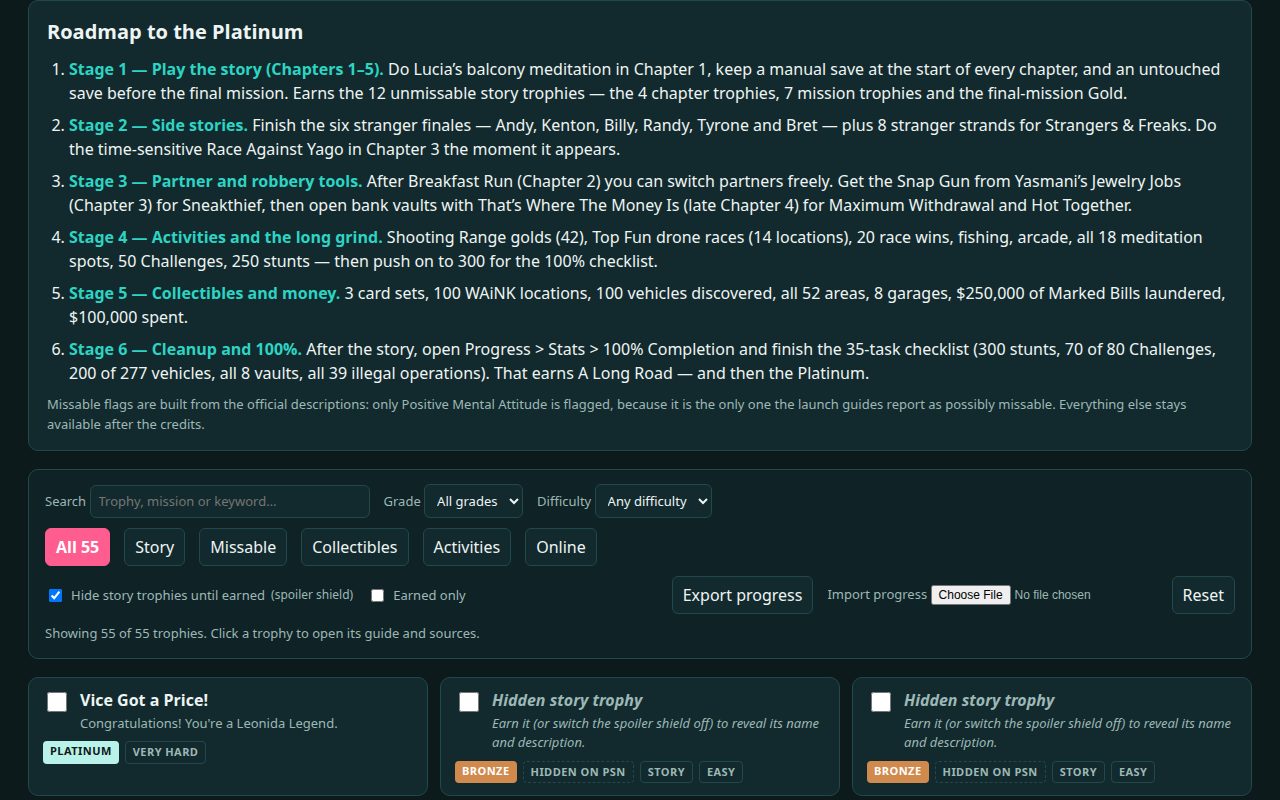 Roadmap to the Platinum
1. Stage 1 — Play the story (Chapters 1–5). Do Lucia’s balcony meditation in Chapter 1, keep a manual save at the start of every chapter, and an untouched
save before the final mission. Earns the 12 unmissable story trophies — the 4 chapter trophies, 7 mission trophies and the final-mission Gold.
2. Stage 2 — Side stories. Finish the six stranger finales — Andy, Kenton, Billy, Randy, Tyrone and Bret — plus 8 stranger strands for Strangers & Freaks. Do
the time-sensitive Race Against Yago in Chapter 3 the moment it appears.
3. Stage 3 — Partner and robbery tools. After Breakfast Run (Chapter 2) you can switch partners freely. Get the Snap Gun from Yasmani’s Jewelry Jobs
(Chapter 3) for Sneakthief, then open bank vaults with That’s Where The Money Is (late Chapter 4) for Maximum Withdrawal and Hot Together.
4. Stage 4 — Activities and the long grind. Shooting Range golds (42), Top Fun drone races (14 locations), 20 race wins, fishing, arcade, all 18 meditation
spots, 50 Challenges, 250 stunts — then push on to 300 for the 100% checklist.
5. Stage 5 — Collectibles and money. 3 card sets, 100 WAiNK locations, 100 vehicles discovered, all 52 areas, 8 garages, $250,000 of Marked Bills laundered,
$100,000 spent.
6. Stage 6 — Cleanup and 100%. After the story, open Progress > Stats > 100% Completion and finish the 35-task checklist (300 stunts, 70 of 80 Challenges,
200 of 277 vehicles, all 8 vaults, all 39 illegal operations). That earns A Long Road — and then the Platinum.
Missable flags are built from the official descriptions: only Positive Mental Attitude is flagged, because it is the only one the launch guides report as possibly missable. Everything else stays
available after the credits.
Search Trophy, mission or keyword… Grade All grades Difficulty Any difficulty
All 55 Story Missable Collectibles Activities Online
Hide story trophies until earned (spoiler shield) Earned only Export progress Import progress Choose File No file chosen Reset
Showing 55 of 55 trophies. Click a trophy to open its guide and sources.
Vice Got a Price!
Congratulations! You're a Leonida Legend.
PLATINUM VERY HARD
Hidden story trophy
Earn it (or switch the spoiler shield off) to reveal its name
and description.
BRONZE HIDDEN ON PSN STORY EASY
Hidden story trophy
Earn it (or switch the spoiler shield off) to reveal its name
and description.
BRONZE HIDDEN ON PSN STORY EASY